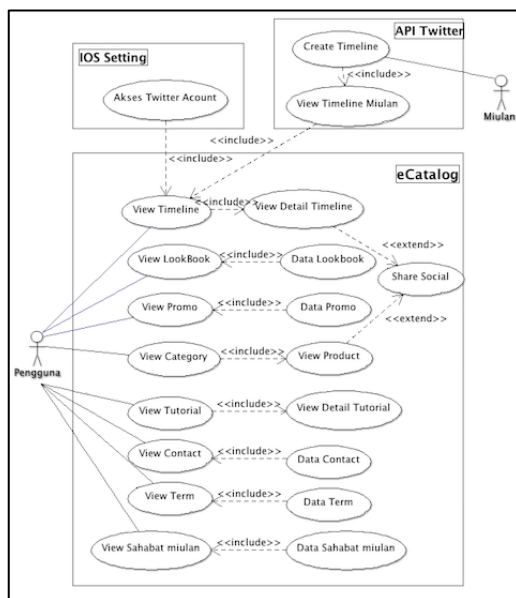 API Twitter
IOS Setting
Create Timeline
<<include>>
Akses Twitter Acount
View Timeline Miulan
Miulan
<<include>>
<<include>>
eCatalog
View Timeline
<<include>>
View Detail Timeline
<<extend>>
View LookBook
<<include>>
Data Lookbook
Share Social
View Promo
<<include>>
Data Promo
<<extend>>
View Category
<<include>>
View Product
Pengguna
View Tutorial
<<include>>
View Detail Tutorial
View Contact
<<include>>
Data Contact
View Term
<<include>>
Data Term
View Sahabat miulan
<<include>>
Data Sahabat miulan